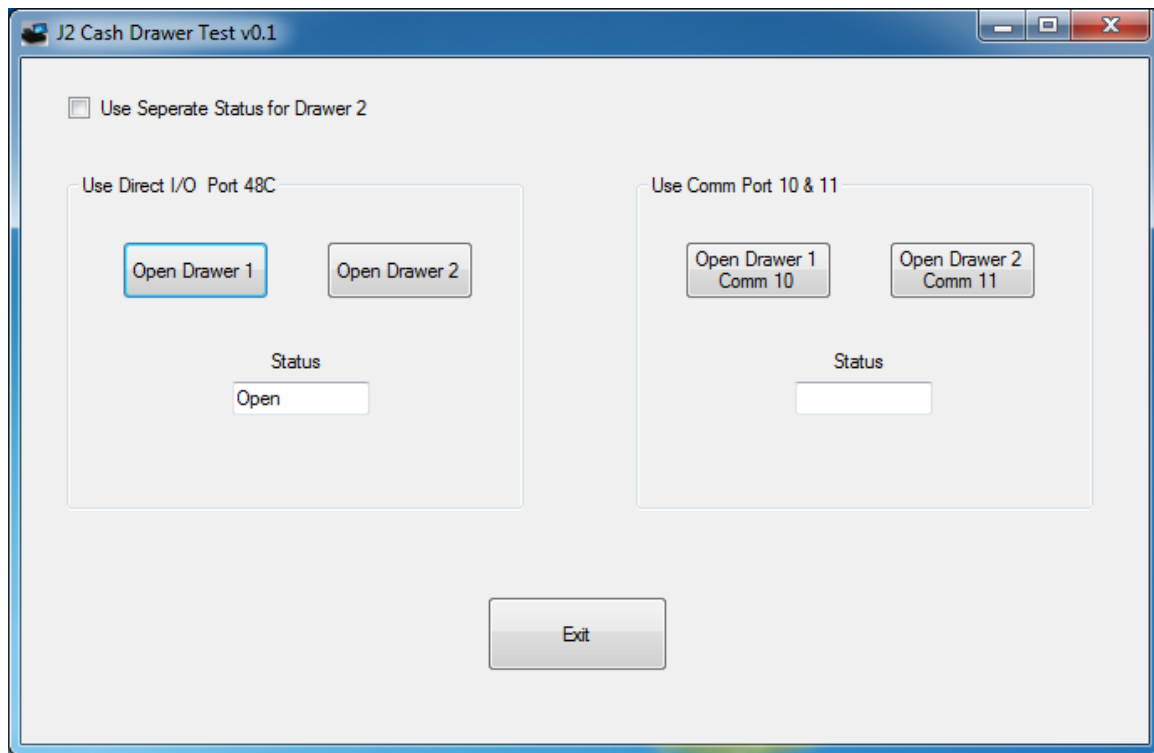 J2 Cash Drawer Test v0.1
Use Seperate Status for Drawer 2
Use Direct I/O Port 48C
Open Drawer 1
Open Drawer 2
Status
Open
Use Comm Port 10 & 11
Open Drawer 1
Comm 10
Open Drawer 2
Comm 11
Status
Exit